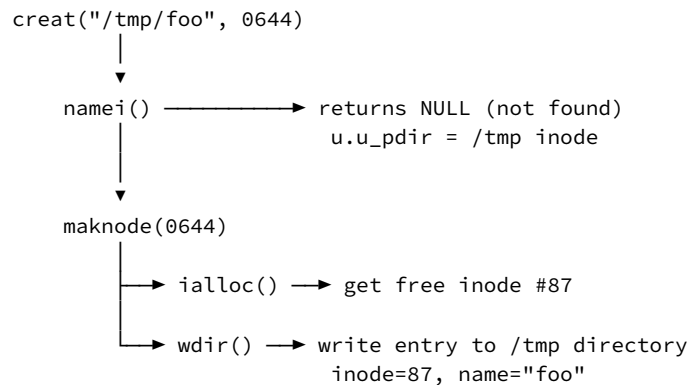 creat("/tmp/foo", 0644)
namei() returns NULL (not found)
u.u_pdir = /tmp inode
maknode(0644)
ialloc() get free inode #87
wdir() write entry to /tmp directory
inode=87, name="foo"